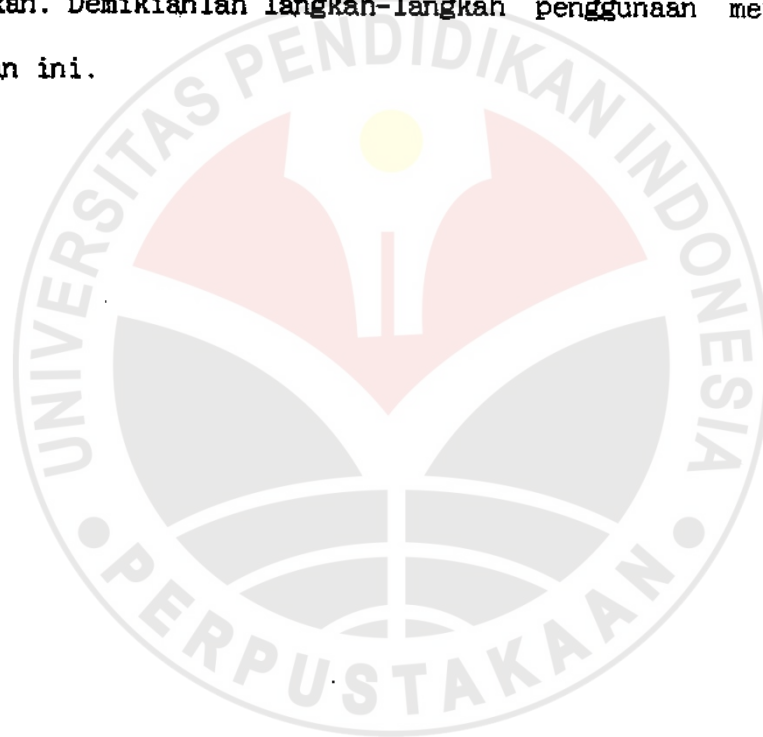 kan. Demikianlah langkah-langkah penggunaan me
n ini.
UNIVERSITAS PENDIDIKAN INDONESIA
PERPUSTAKAAN